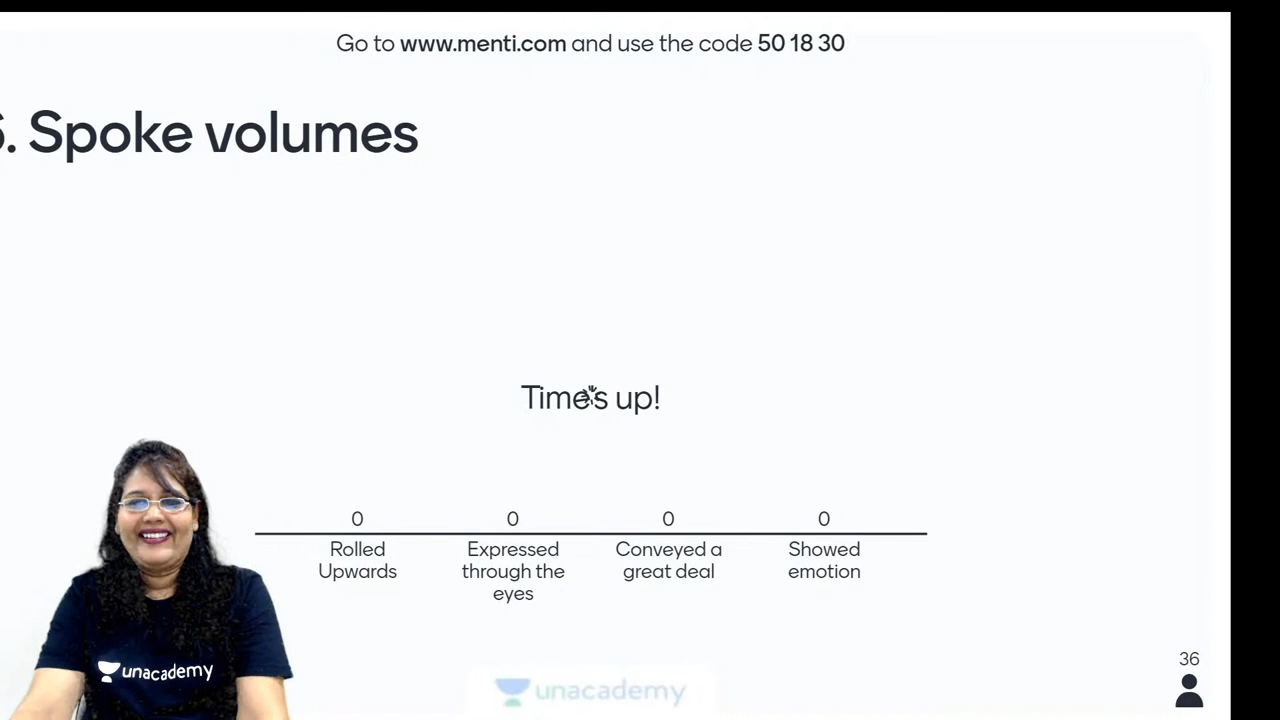 Go to www.menti.com and use the code 50 18 30
. Spoke volumes
Time's up!
0 0 0 0
Rolled Expressed Conveyed a Showed
Upwards through the great deal emotion
eyes
unacademy
36
unacademy